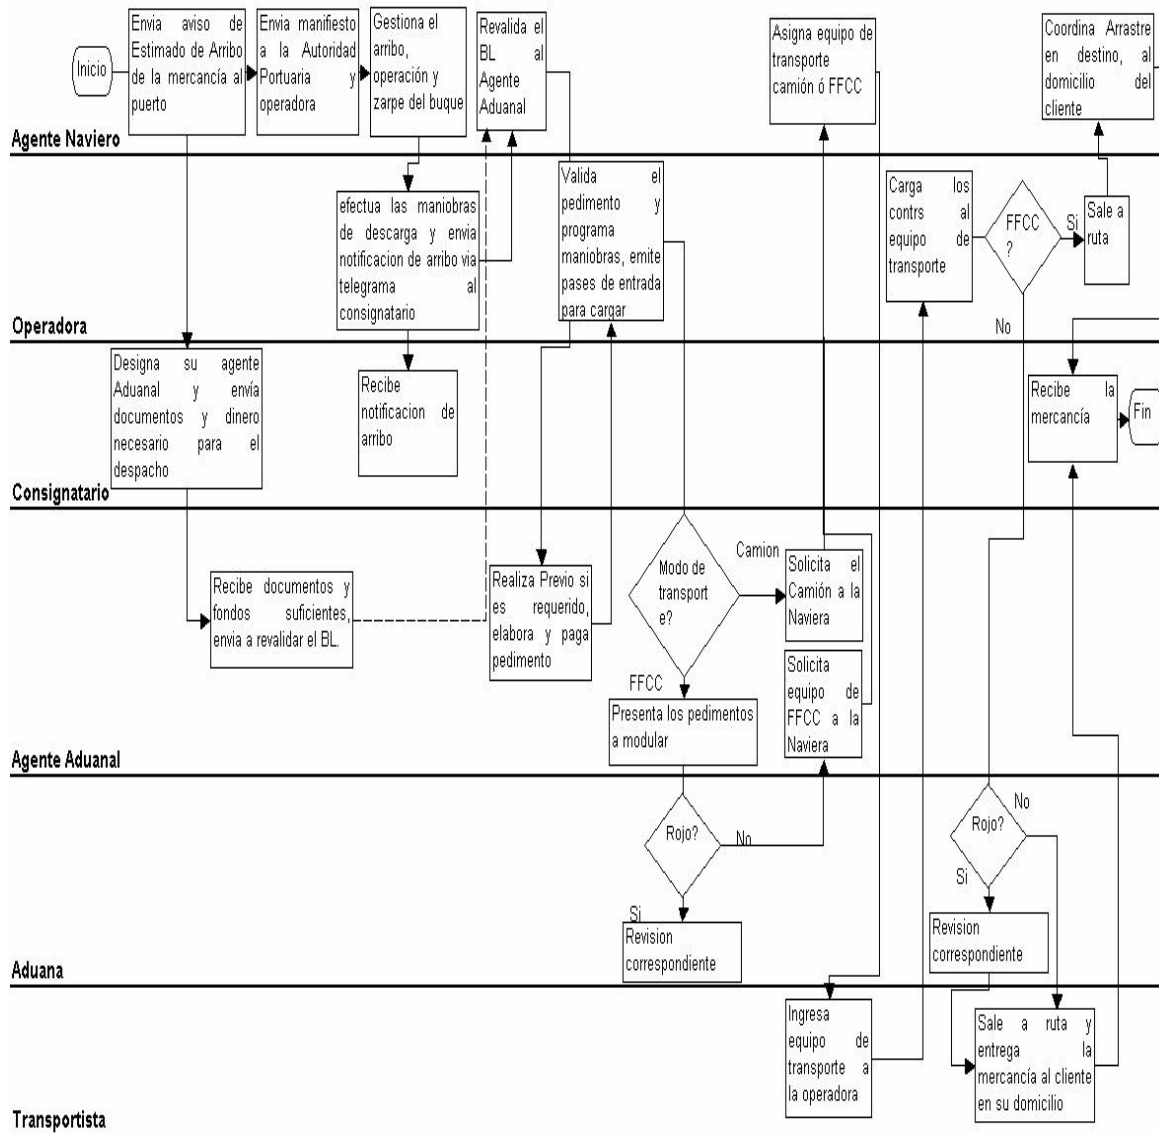 Inicio
Envia aviso de
Estimado de Arribo
de la mercancía al
puerto
Envia manifiesto
a la Autoridad
Portuaria y
operadora
Gestiona el
arribo,
operación y
zarpe del buque
Revalida el
BL al
Agente
Aduanal
Asigna equipo de
transporte
camión ó FFCC
Coordina Arrastre
en destino, al
domicilio del
cliente
Agente Naviero
efectua las maniobras
de descarga y envia
notificacion de arribo via
telegrama al
consignatario
Valida el
pedimento y
programa
maniobras, emite
pases de entrada
para cargar
Carga los
contrs al
equipo de
transporte
FFCC
?
Si
Sale a
ruta
No
Operadora
Designa su agente
Aduanal y envía
documentos y dinero
necesario para el
despacho
Recibe
notificacion de
arribo
Recibe la
mercancía
Fin
Consignatario
Recibe documentos y
fondos suficientes,
envia a revalidar el BL.
Realiza Previo si
es requerido,
elabora y paga
pedimento
Modo de
transport
e?
Camion
Solicita el
Camión a la
Naviera
FFCC
Presenta los pedimentos
a modular
Solicita
equipo de
FFCC a la
Naviera
Agente Aduanal
Rojo?
No
Si
Revision
correspondiente
Rojo?
No
Si
Revision
correspondiente
Aduana
Ingresa
equipo de
transporte a
la operadora
Sale a ruta y
entrega la
mercancía al cliente
en su domicilio
Transportista